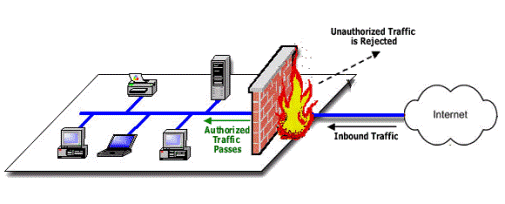 Unauthorized Traffic
is Rejected
Internet
Authorized
Traffic
Passes
Inbound Traffic